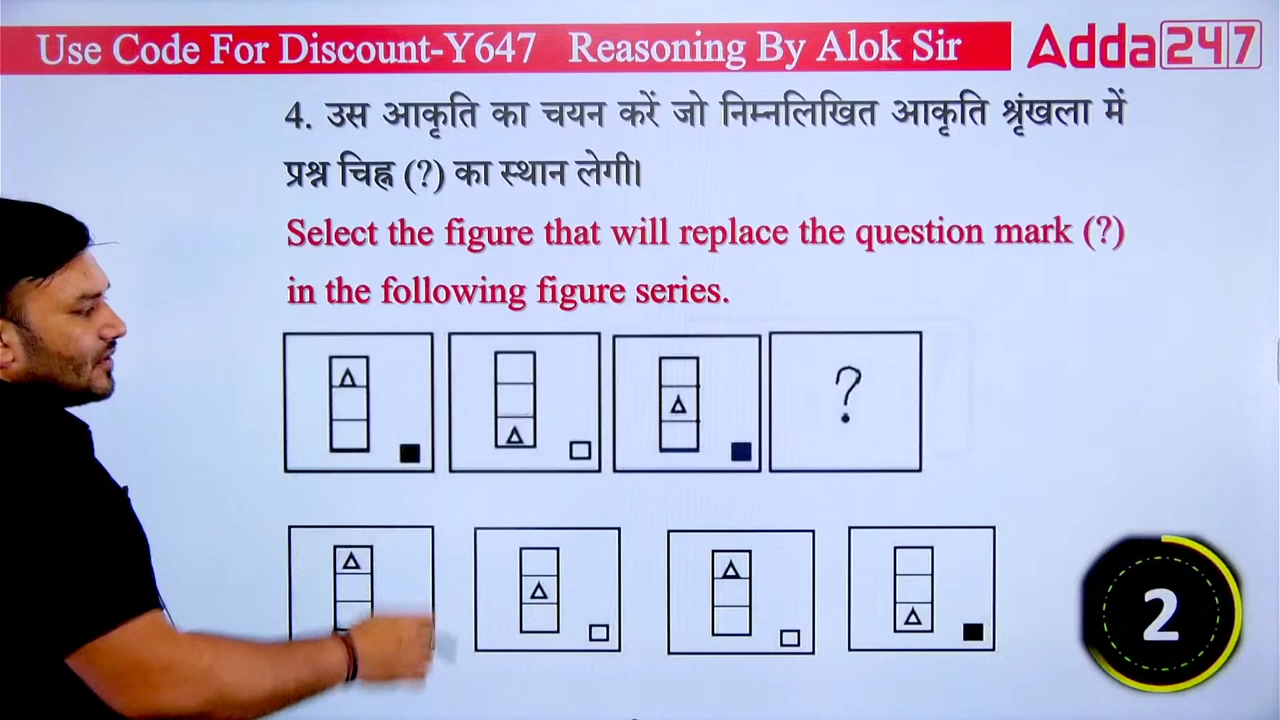 Use Code For Discount-Y647 Reasoning By Alok Sir
Adda247
4. उस आकृति का चयन करें जो निम्नलिखित आकृति श्रृंखला में
प्रश्न चिह्न (?) का स्थान लेगी।
Select the figure that will replace the question mark (?)
in the following figure series.
?
2